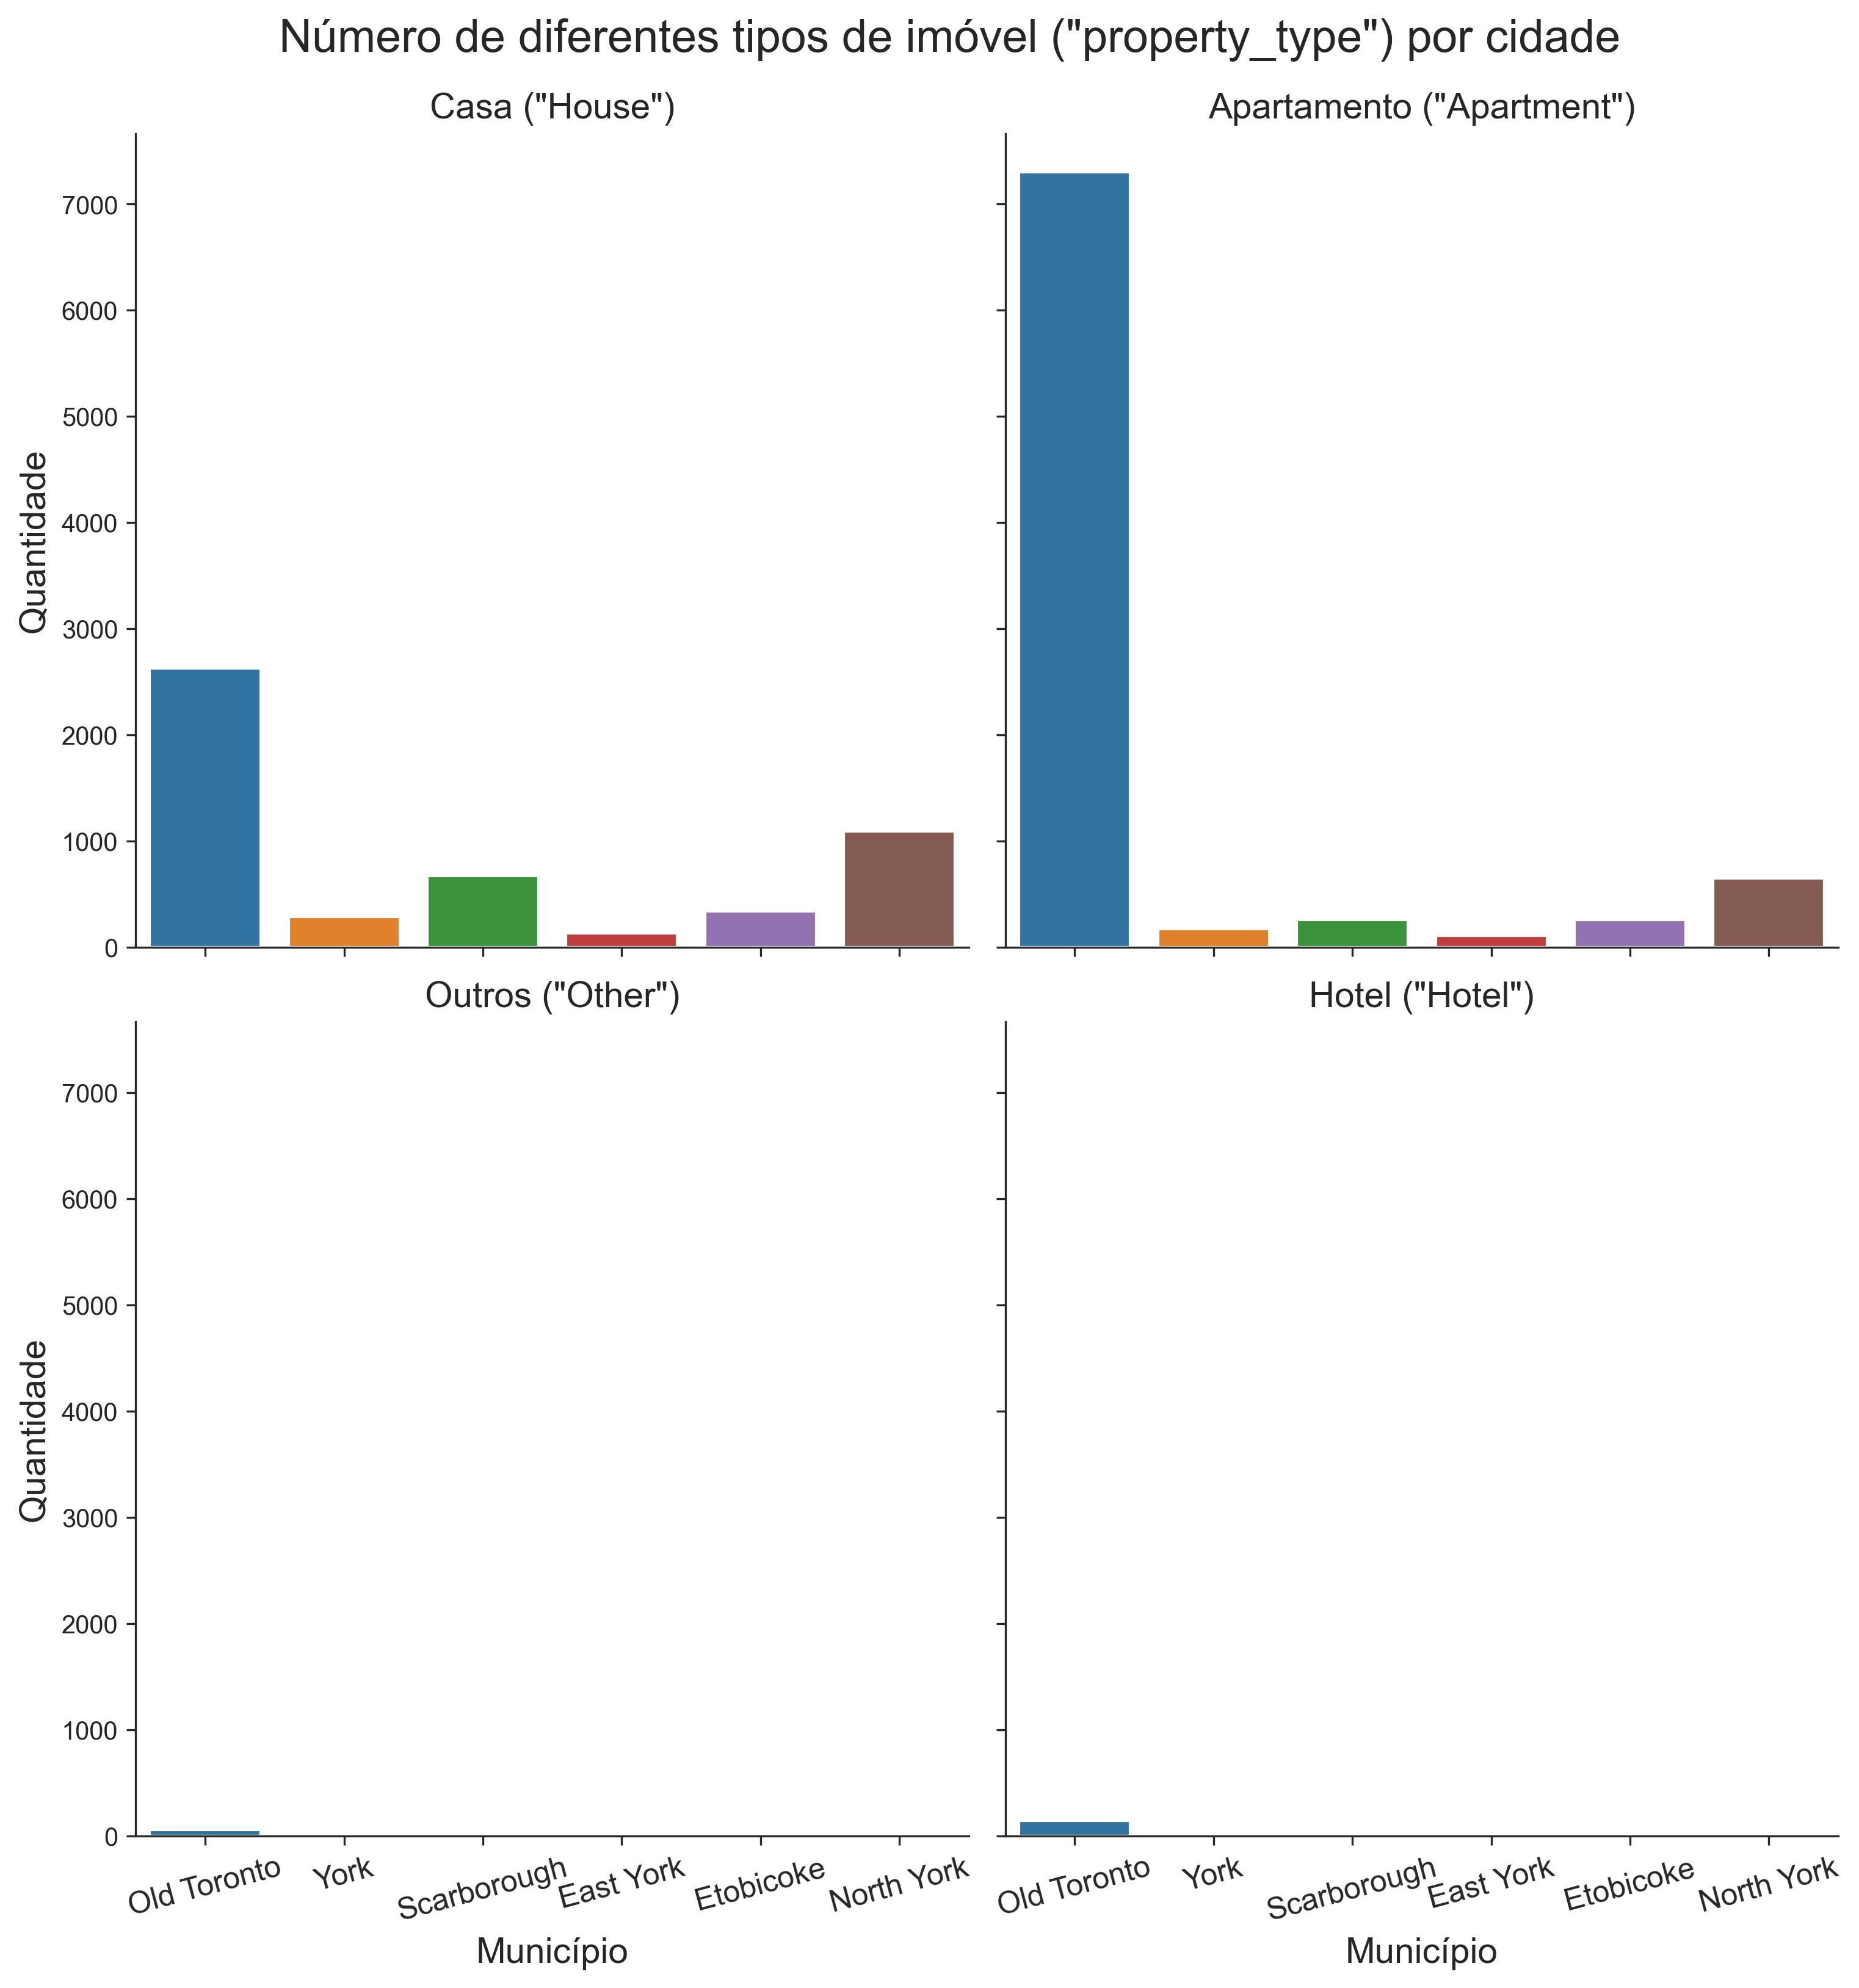 Número de diferentes tipos de imóvel ("property_type") por cidade
Casa ("House")
Apartamento ("Apartment")
7000
6000
5000
4000
3000
2000
1000
0
Quantidade
Outros ("Other")
Hotel ("Hotel")
7000
6000
5000
4000
3000
2000
1000
0
Quantidade
Old Toronto
York
Scarborough
East York
Etobicoke
North York
Old Toronto
York
Scarborough
East York
Etobicoke
North York
Município
Município